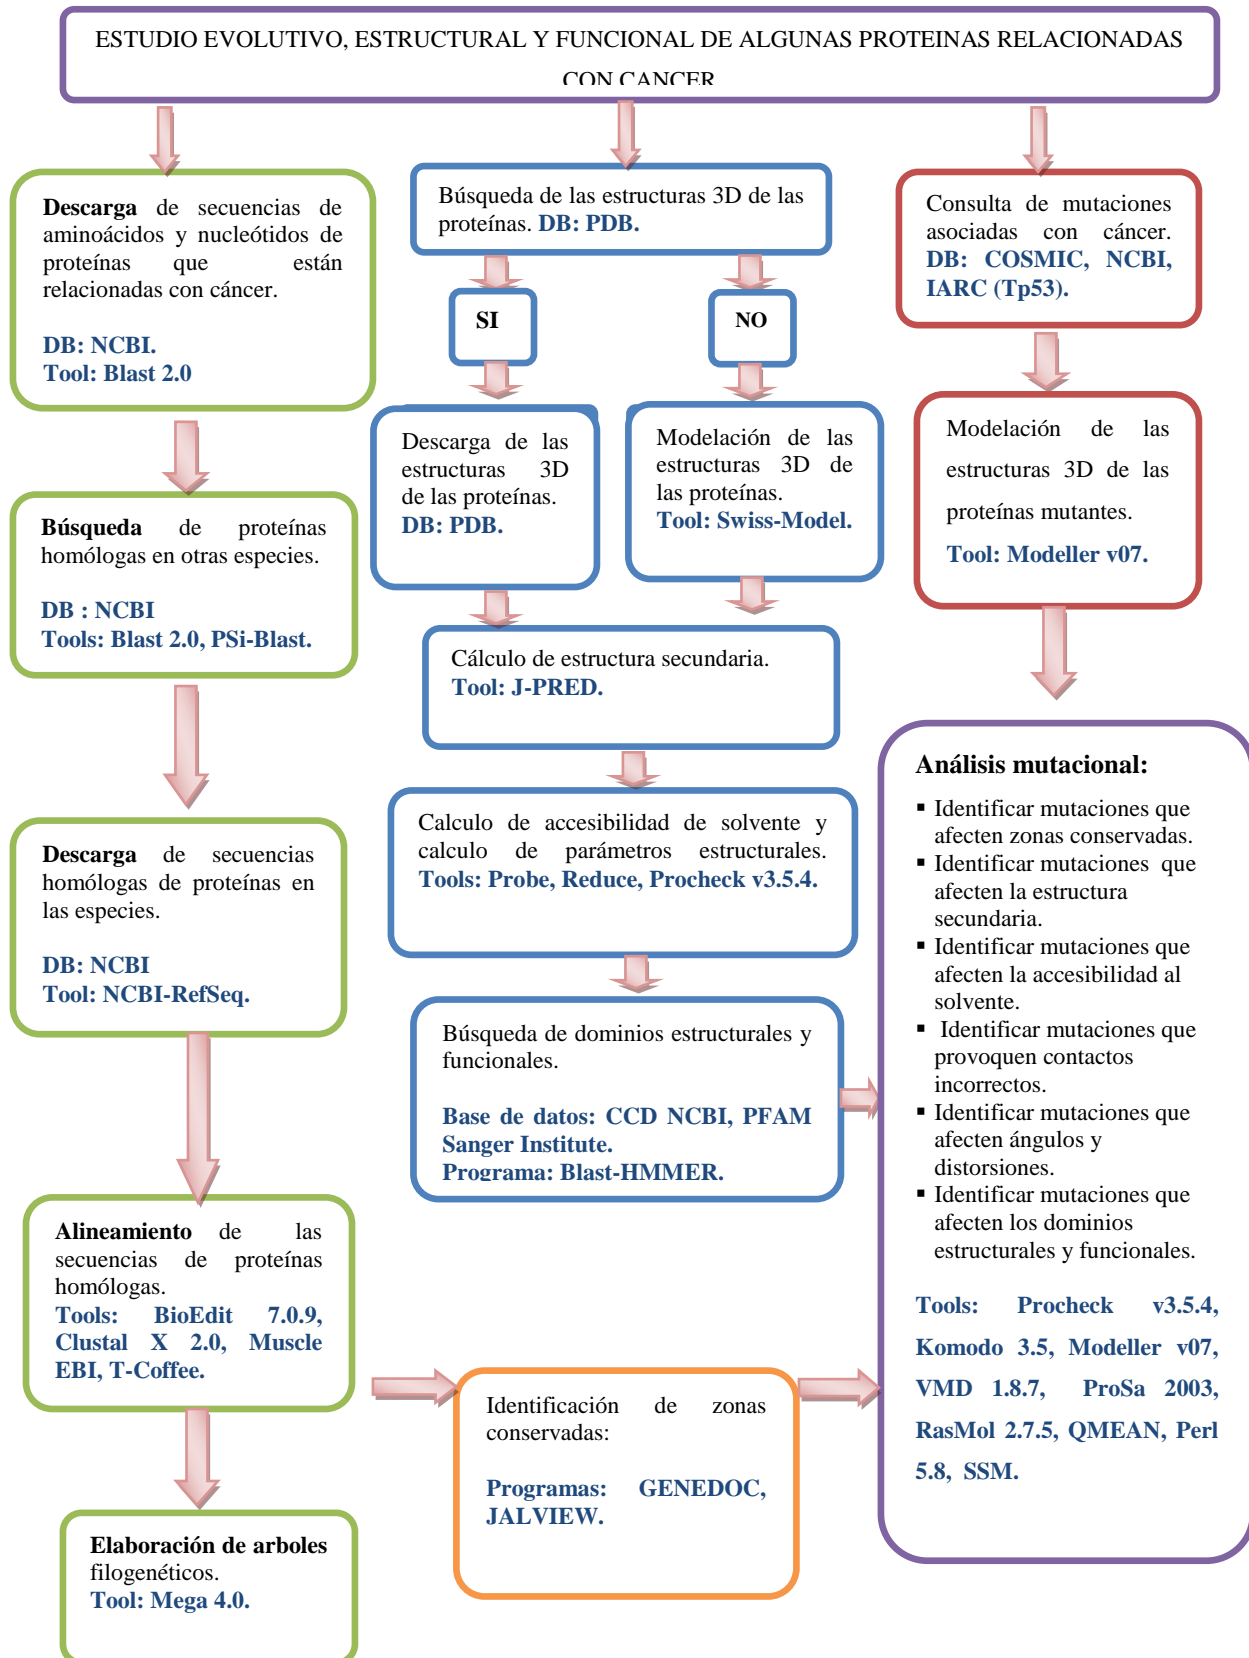 ESTUDIO EVOLUTIVO, ESTRUCTURAL Y FUNCIONAL DE ALGUNAS PROTEINAS RELACIONADAS
CON CANCER
Descarga de secuencias de
aminoácidos y nucleótidos de
proteínas que están
relacionadas con cáncer.
DB: NCBI.
Tool: Blast 2.0
Búsqueda de proteínas
homólogas en otras especies.
DB : NCBI
Tools: Blast 2.0, PSi-Blast.
Descarga de secuencias
homólogas de proteínas en
las especies.
DB: NCBI
Tool: NCBI-RefSeq.
Alineamiento de las
secuencias de proteínas
homólogas.
Tools: BioEdit 7.0.9,
Clustal X 2.0, Muscle
EBI, T-Coffee.
Elaboración de arboles
filogenéticos.
Tool: Mega 4.0.
Búsqueda de las estructuras 3D de las
proteínas. DB: PDB.
SI
NO
Descarga de las
estructuras 3D
de las proteínas.
DB: PDB.
Modelación de las
estructuras 3D de
las proteínas.
Tool: Swiss-Model.
Cálculo de estructura secundaria.
Tool: J-PRED.
Calculo de accesibilidad de solvente y
calculo de parámetros estructurales.
Tools: Probe, Reduce, Procheck v3.5.4.
Búsqueda de dominios estructurales y
funcionales.
Base de datos: CCD NCBI, PFAM
Sanger Institute.
Programa: Blast-HMMER.
Identificación de zonas
conservadas:
Programas: GENEDOC,
JALVIEW.
Consulta de mutaciones
asociadas con cáncer.
DB: COSMIC, NCBI,
IARC (Tp53).
Modelación de las
estructuras 3D de las
proteínas mutantes.
Tool: Modeller v07.
Análisis mutacional:
▪ Identificar mutaciones que
afecten zonas conservadas.
▪ Identificar mutaciones que
afecten la estructura
secundaria.
▪ Identificar mutaciones que
afecten la accesibilidad al
solvente.
▪ Identificar mutaciones que
provoquen contactos
incorrectos.
▪ Identificar mutaciones que
afecten ángulos y
distorsiones.
▪ Identificar mutaciones que
afecten los dominios
estructurales y funcionales.
Tools: Procheck v3.5.4,
Komodo 3.5, Modeller v07,
VMD 1.8.7, ProSa 2003,
RasMol 2.7.5, QMEAN, Perl
5.8, SSM.